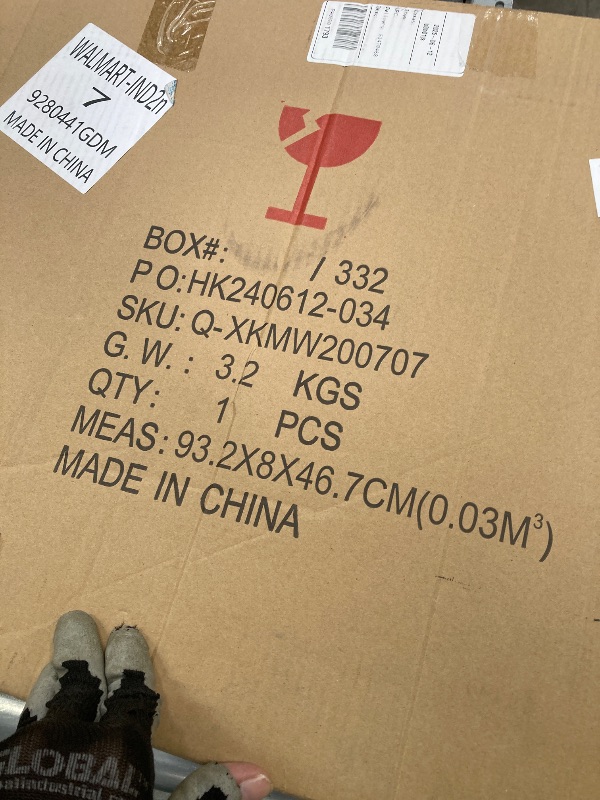 WALMART-IND2n
7
9280441GDM
MADE IN CHINA
BOX#: / 332
P O:HK240612-034
SKU: Q-XKMW200707
G. W. : 3.2 KGS
QTY: 1 PCS
MEAS: 93.2X8X46.7CM(0.03M³)
MADE IN CHINA
GLOBAL